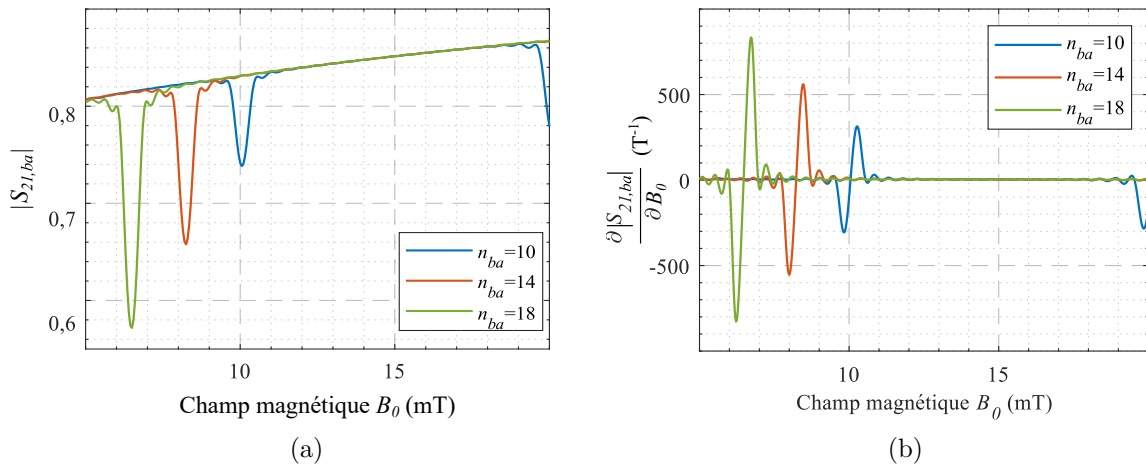 0,8
0,7
0,6
|S21,ba|
nba=10
nba=14
nba=18
10
15
Champ magnétique B0 (mT)
(a)
500
0
-500
∂|S21,ba|
∂B0
(T-1)
nba=10
nba=14
nba=18
10
15
Champ magnétique B0 (mT)
(b)